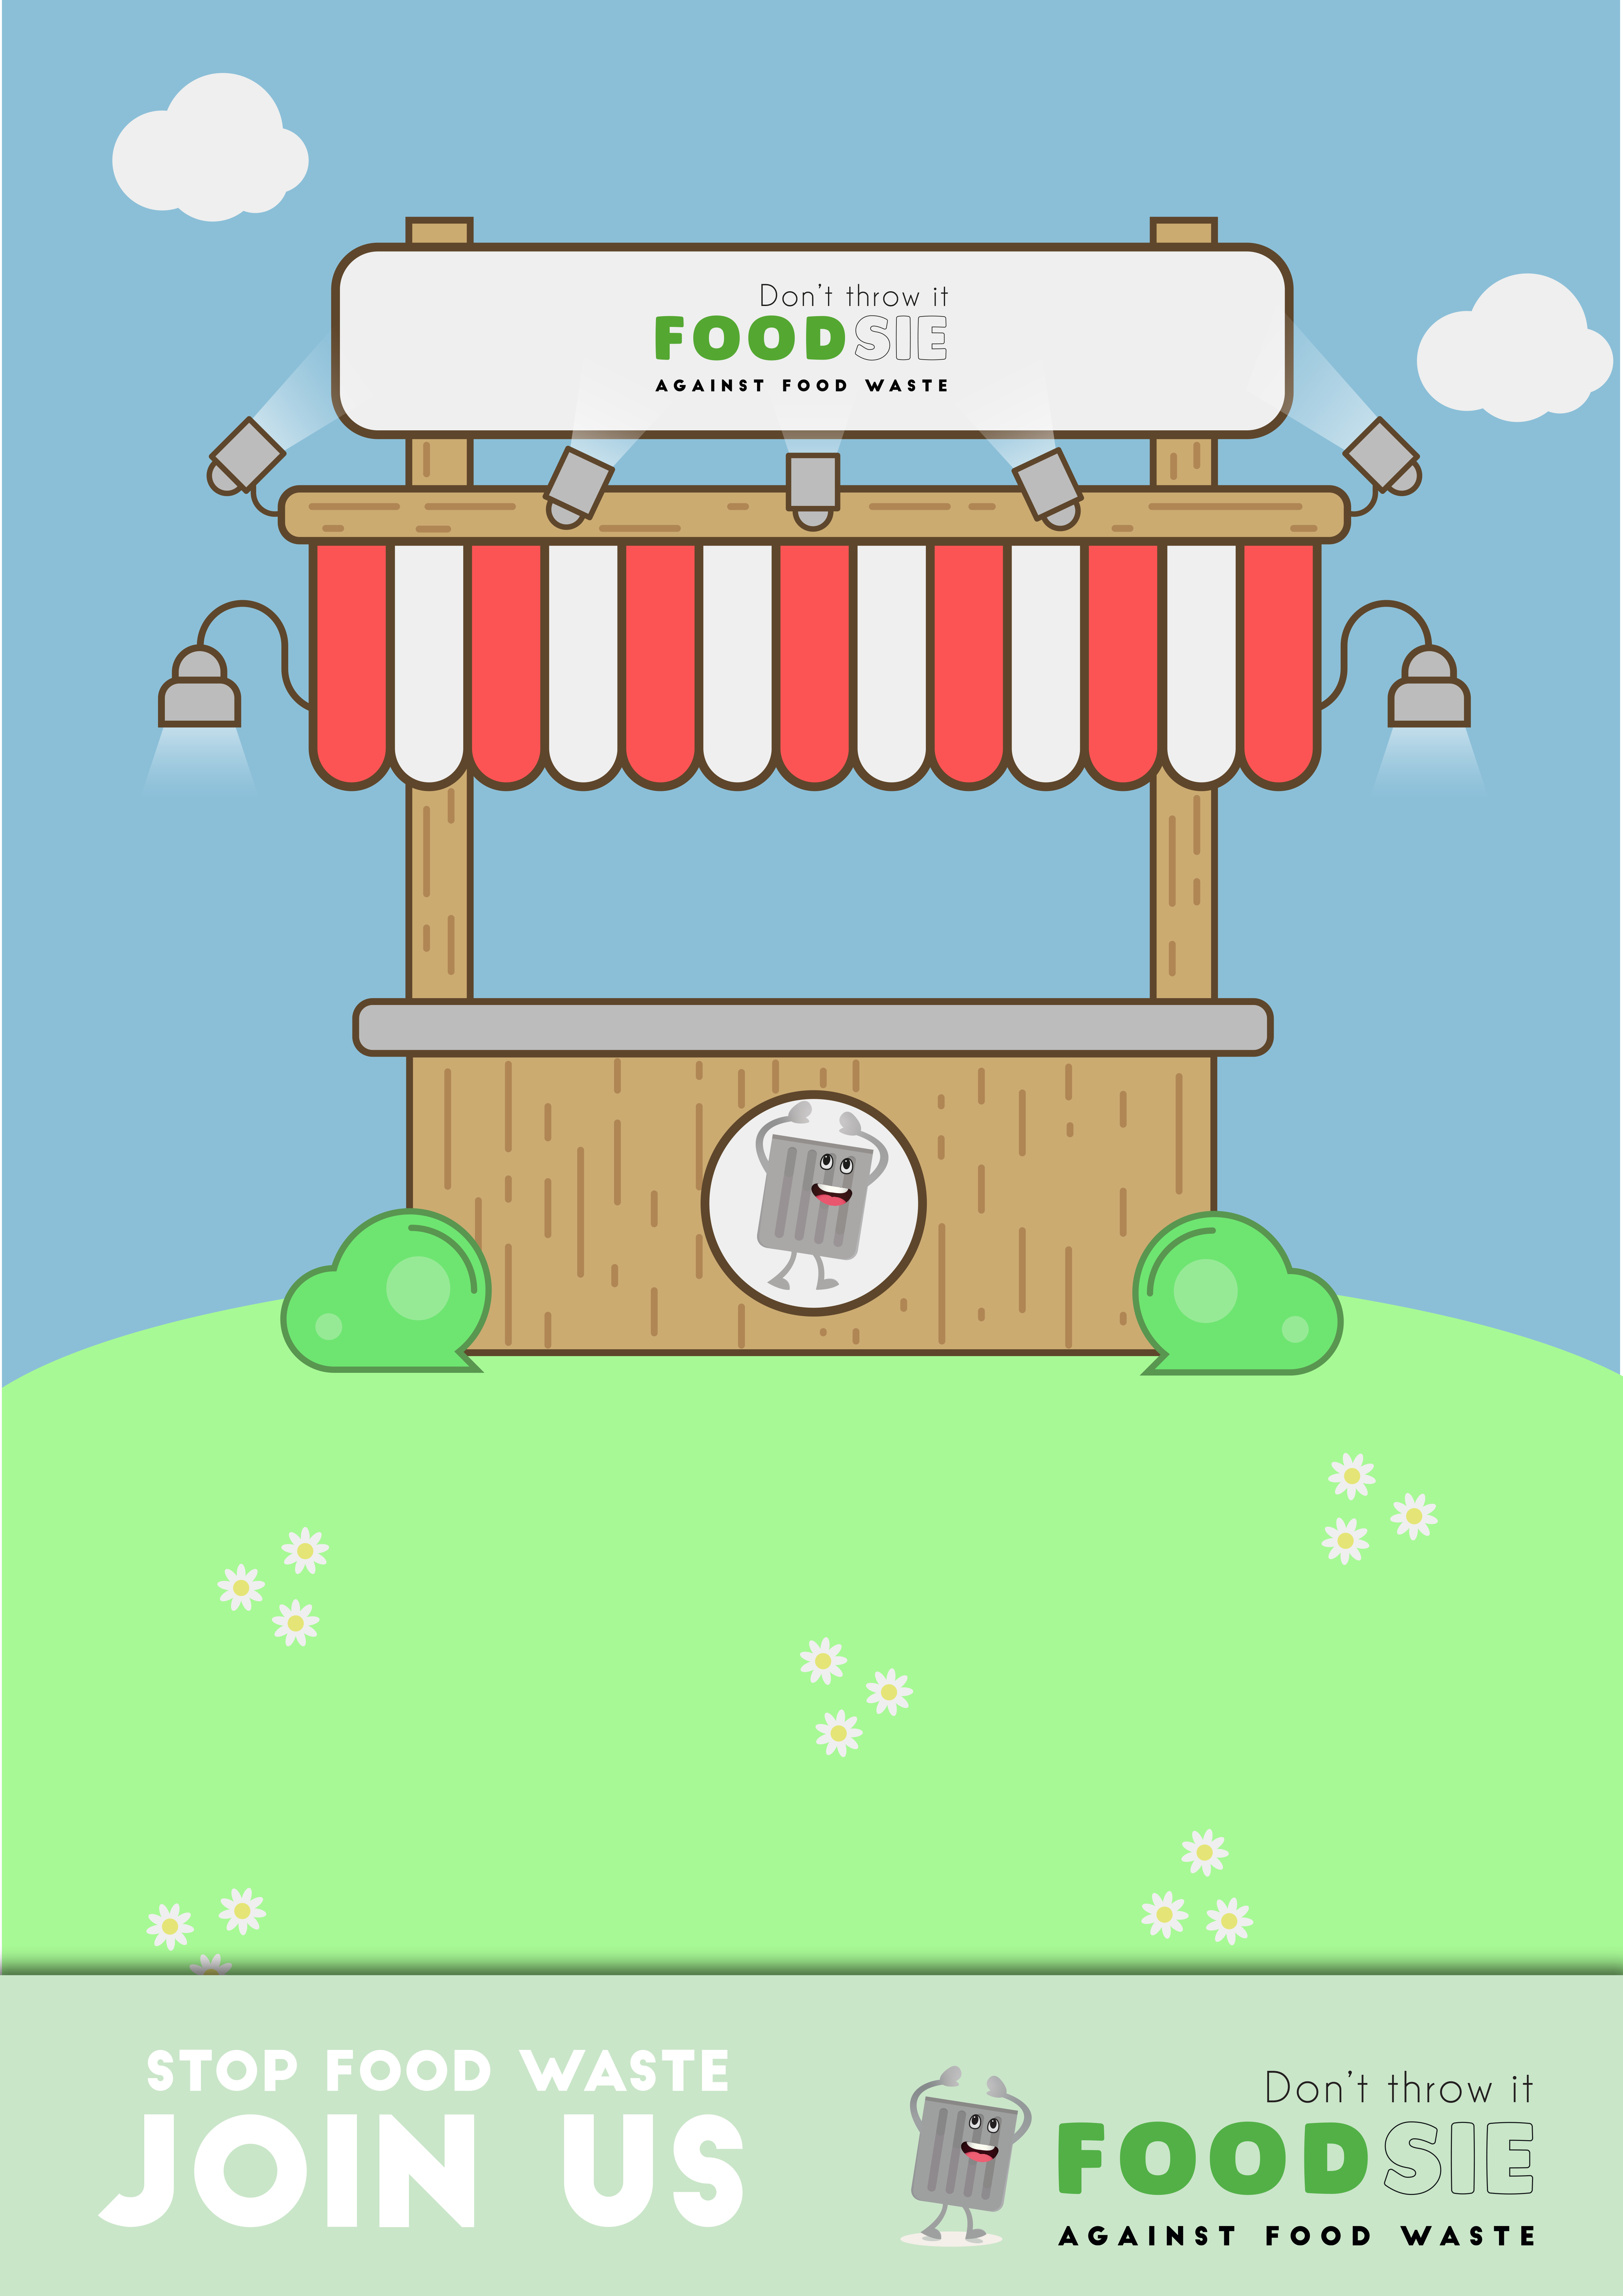 Don't throw it
FOODSIE
AGAINST FOOD WASTE
STOP FOOD WASTE
JOIN US
Don't throw it
FOODSIE
AGAINST FOOD WASTE